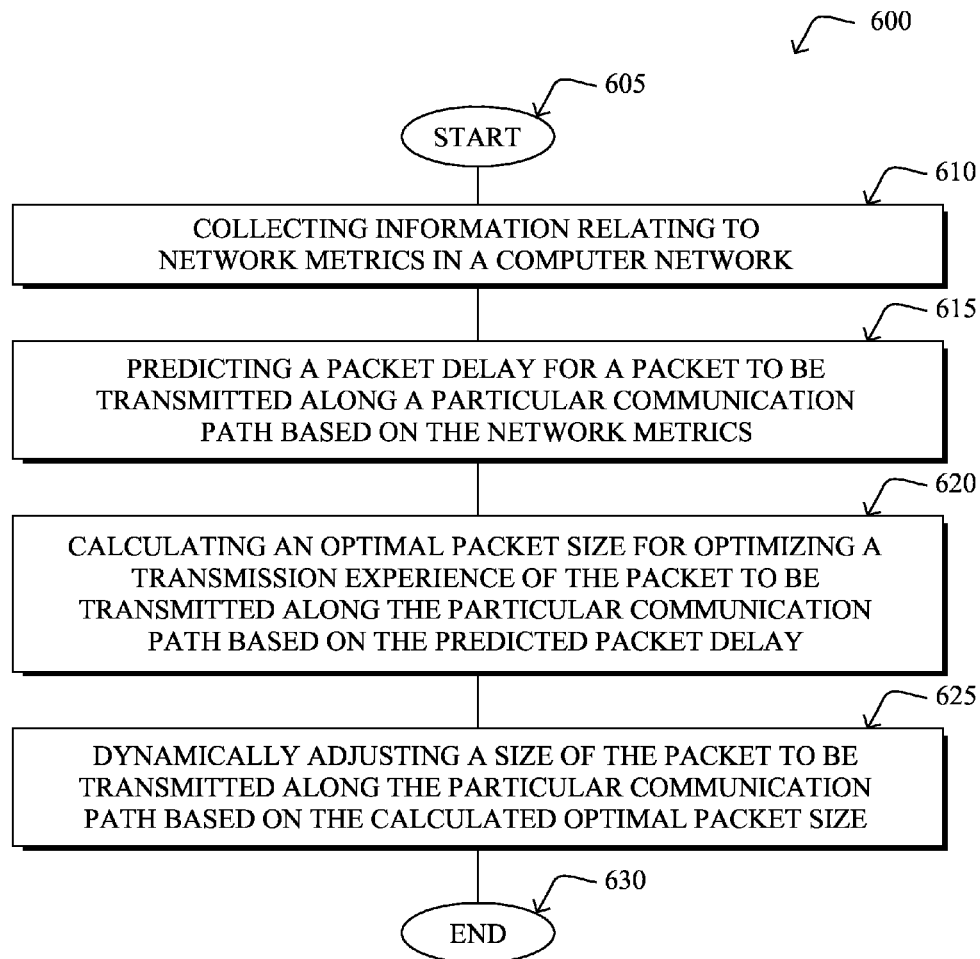 600
605
START
610
COLLECTING INFORMATION RELATING TO
NETWORK METRICS IN A COMPUTER NETWORK
615
PREDICTING A PACKET DELAY FOR A PACKET TO BE
TRANSMITTED ALONG A PARTICULAR COMMUNICATION
PATH BASED ON THE NETWORK METRICS
620
CALCULATING AN OPTIMAL PACKET SIZE FOR OPTIMIZING A
TRANSMISSION EXPERIENCE OF THE PACKET TO BE
TRANSMITTED ALONG THE PARTICULAR COMMUNICATION
PATH BASED ON THE PREDICTED PACKET DELAY
625
DYNAMICALLY ADJUSTING A SIZE OF THE PACKET TO BE
TRANSMITTED ALONG THE PARTICULAR COMMUNICATION
PATH BASED ON THE CALCULATED OPTIMAL PACKET SIZE
630
END